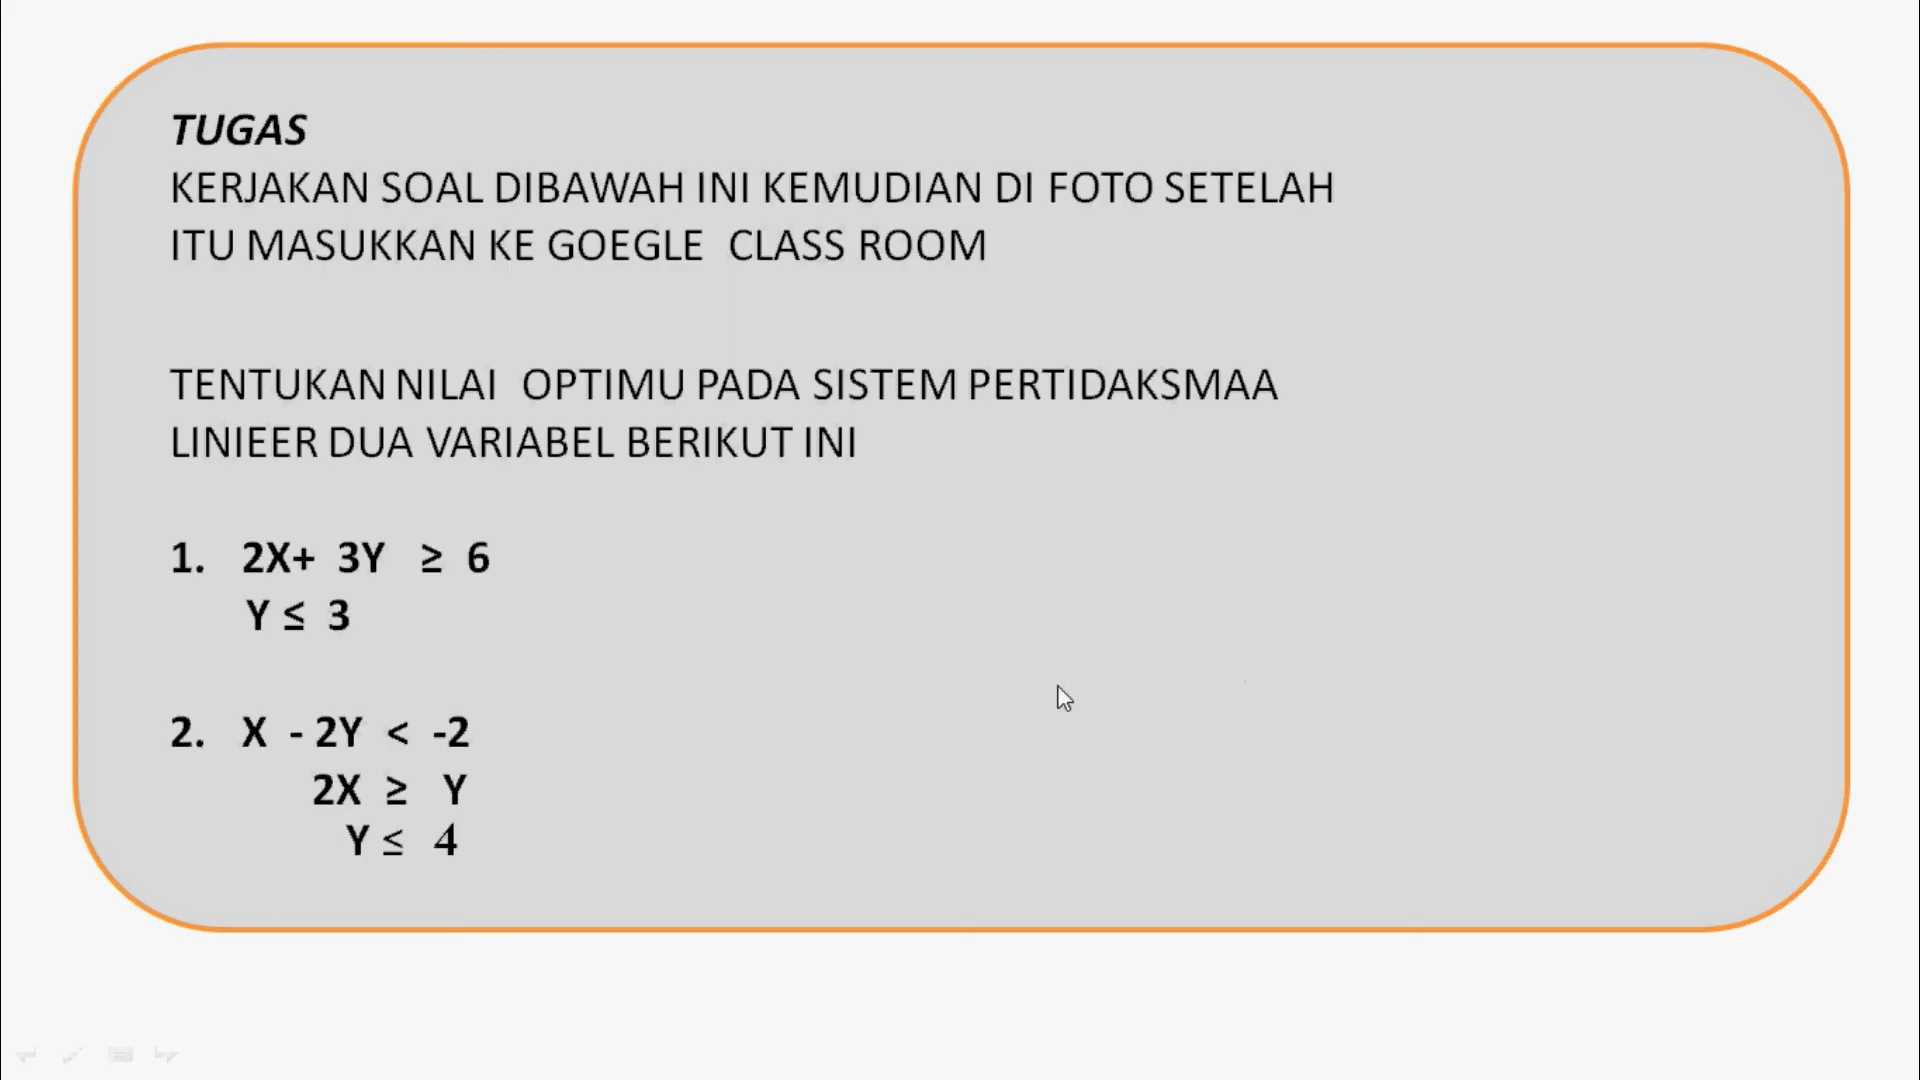 TUGAS
KERJAKAN SOAL DIBAWAH INI KEMUDIAN DI FOTO SETELAH
ITU MASUKKAN KE GOEGLE CLASS ROOM
TENTUKAN NILAI OPTIMU PADA SISTEM PERTIDAKSMAA
LINIEER DUA VARIABEL BERIKUT INI
1. 2X+ 3Y ≥ 6
Y ≤ 3
2. X - 2Y < -2
2X ≥ Y
Y ≤ 4